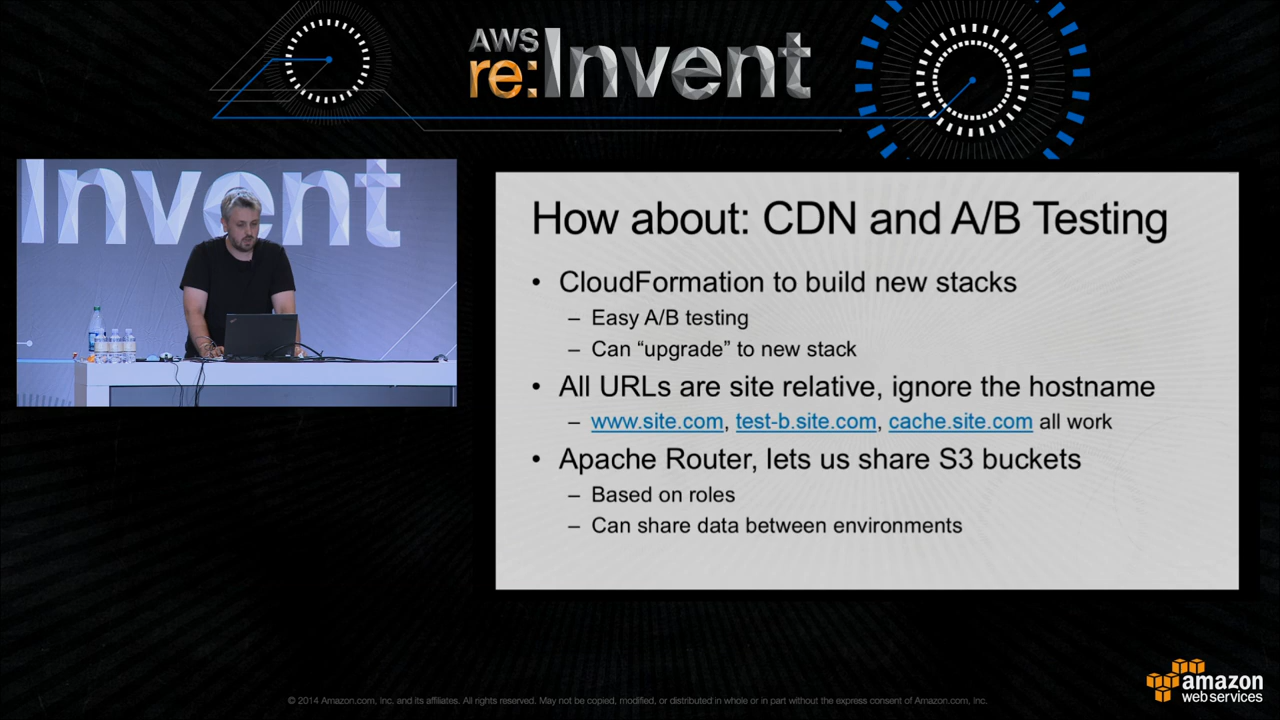 AWS
re:Invent
Invent
How about: CDN and A/B Testing
• CloudFormation to build new stacks
– Easy A/B testing
– Can “upgrade” to new stack
• All URLs are site relative, ignore the hostname
– www.site.com, test-b.site.com, cache.site.com all work
• Apache Router, lets us share S3 buckets
– Based on roles
– Can share data between environments
amazon
web services
© 2014 Amazon.com, Inc. and its affiliates. All rights reserved. May not be copied, modified, or distributed in whole or in part without the express consent of Amazon.com, Inc.